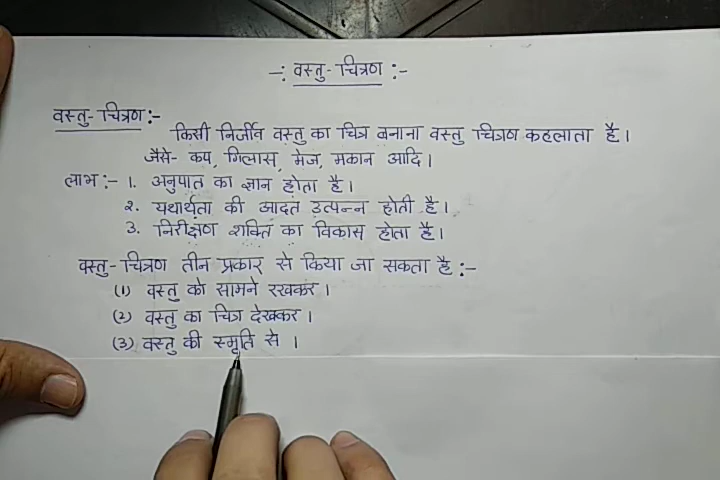 -: वस्तु-चित्रण :-
वस्तु-चित्रण :-
किसी निर्जीव वस्तु का चित्र बनाना वस्तु चित्रण कहलाता है।
जैसे- कप, गिलास, मेज, मकान आदि।
लाभ :- 1. अनुपात का ज्ञान होता है।
2. यथार्थता की आदत उत्पन्न होती है।
3. निरीक्षण शक्ति का विकास होता है।
वस्तु-चित्रण तीन प्रकार से किया जा सकता है :-
(1) वस्तु को सामने रखकर।
(2) वस्तु का चित्र देखकर।
(3) वस्तु की स्मृति से ।